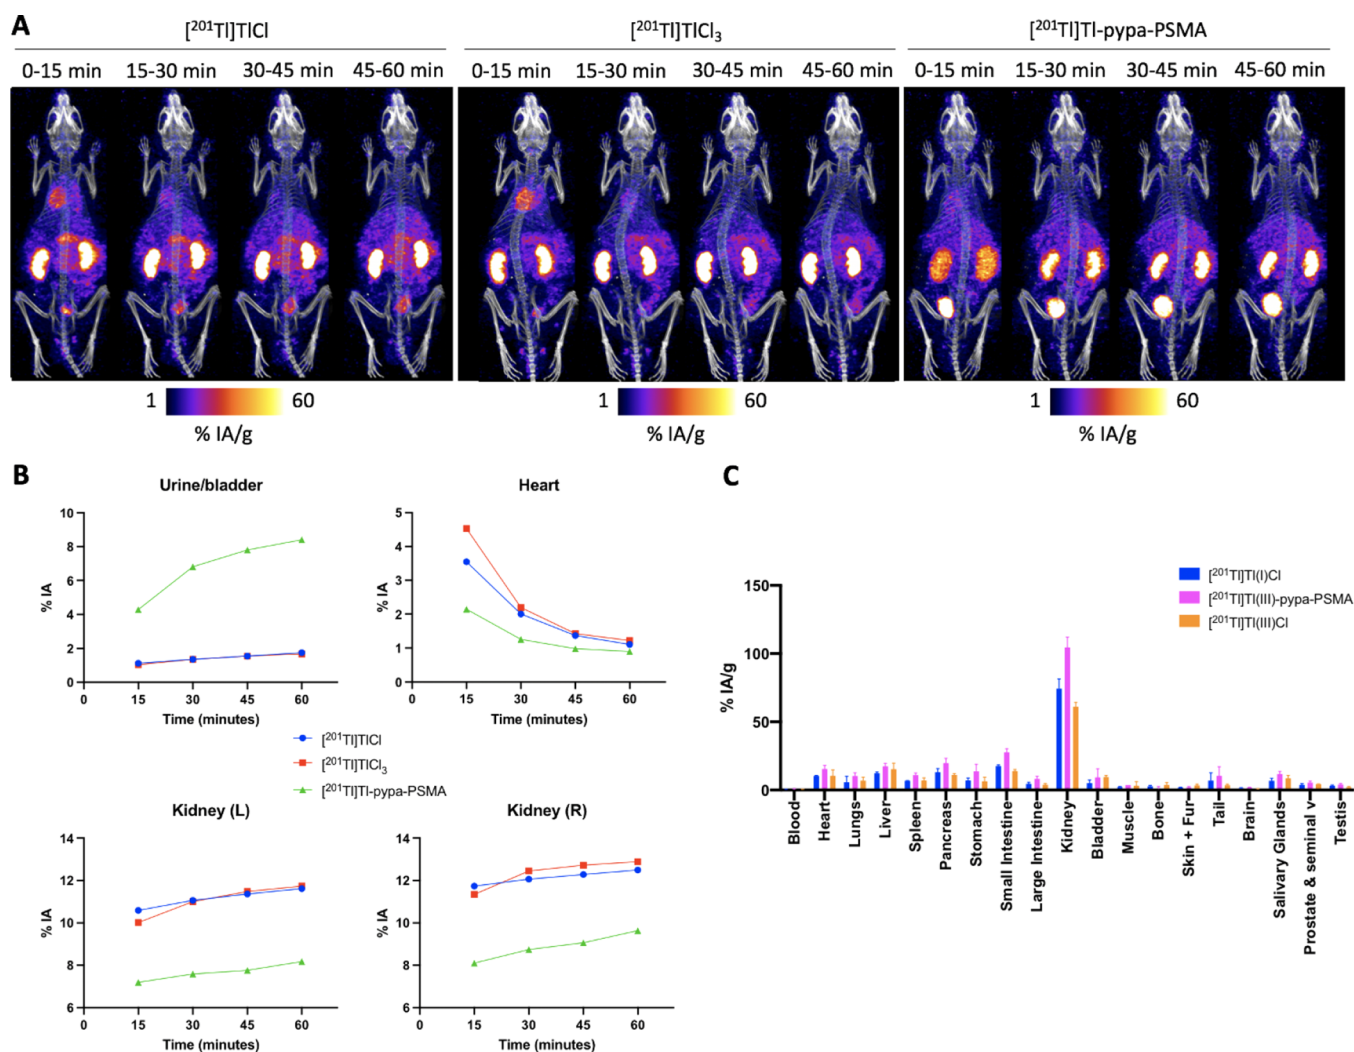 A
[²⁰¹Tl]TlCl [²⁰¹Tl]TlCl₃ [²⁰¹Tl]Tl-pypa-PSMA
0-15 min 15-30 min 30-45 min 45-60 min 0-15 min 15-30 min 30-45 min 45-60 min 0-15 min 15-30 min 30-45 min 45-60 min
1 60 1 60 1 60
% IA/g % IA/g % IA/g
B
Urine/bladder
10
8
6
4
2
0
% IA
0 15 30 45 60
Time (minutes)
Heart
5
4
3
2
1
0
% IA
0 15 30 45 60
Time (minutes)
[²⁰¹Tl]TlCl
[²⁰¹Tl]TlCl₃
[²⁰¹Tl]Tl-pypa-PSMA
Kidney (L)
14
12
10
8
6
% IA
0 15 30 45 60
Time (minutes)
Kidney (R)
14
12
10
8
6
% IA
0 15 30 45 60
Time (minutes)
C
[²⁰¹Tl]Tl(I)Cl
[²⁰¹Tl]Tl(III)-pypa-PSMA
[²⁰¹Tl]Tl(III)Cl
150
100
50
0
% IA/g
Blood
Heart
Lungs
Liver
Spleen
Pancreas
Stomach
Small Intestine
Large Intestine
Kidney
Bladder
Muscle
Bone
Skin + Fur
Tail
Brain
Salivary Glands
Prostate & seminal v
Testis